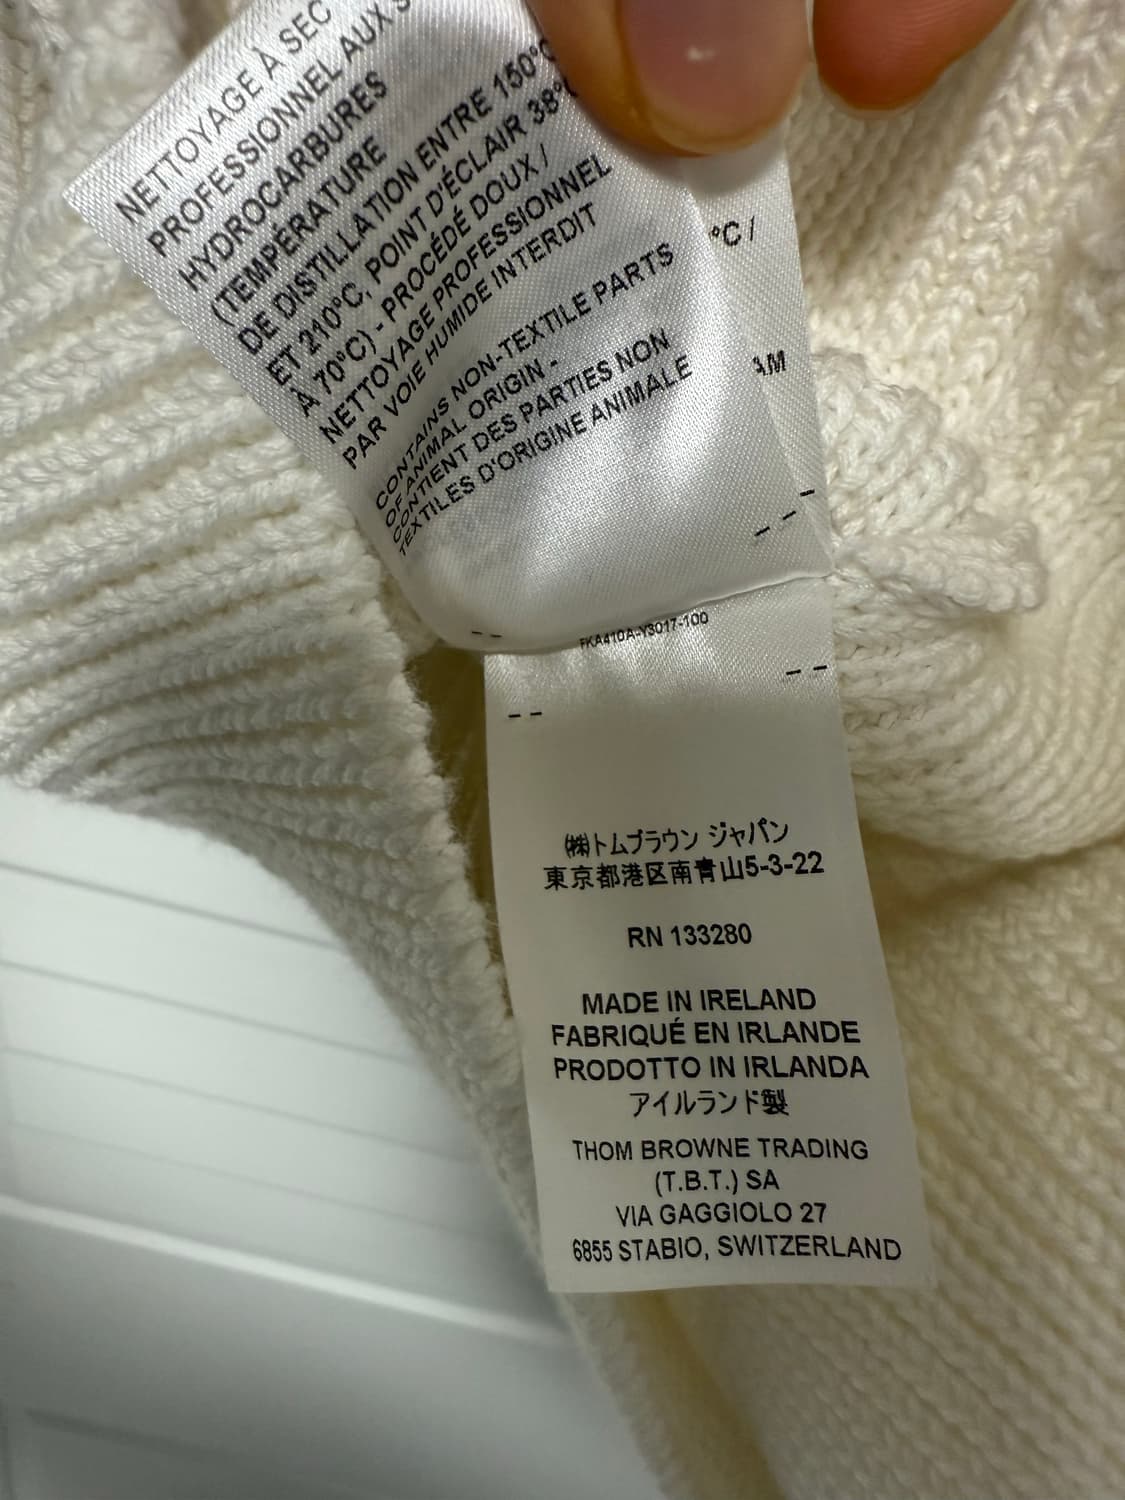 NETTOYAGE À SEC
PROFESSIONNEL AUX
HYDROCARBURES
(TEMPÉRATURE
DE DISTILLATION ENTRE 150°C
ET 210°C, POINT D'ÉCLAIR 38°C
À 70°C) - PROCÉDÉ DOUX /
NETTOYAGE PROFESSIONNEL
PAR VOIE HUMIDE INTERDIT
CONTAINS NON-TEXTILE PARTS
OF ANIMAL ORIGIN -
CONTIENT DES PARTIES NON
TEXTILES D'ORIGINE ANIMALE
°C /
AM
FKA410A-Y3017-100
㈱トムブラウン ジャパン
東京都港区南青山5-3-22
RN 133280
MADE IN IRELAND
FABRIQUÉ EN IRLANDE
PRODOTTO IN IRLANDA
アイルランド製
THOM BROWNE TRADING
(T.B.T.) SA
VIA GAGGIOLO 27
6855 STABIO, SWITZERLAND